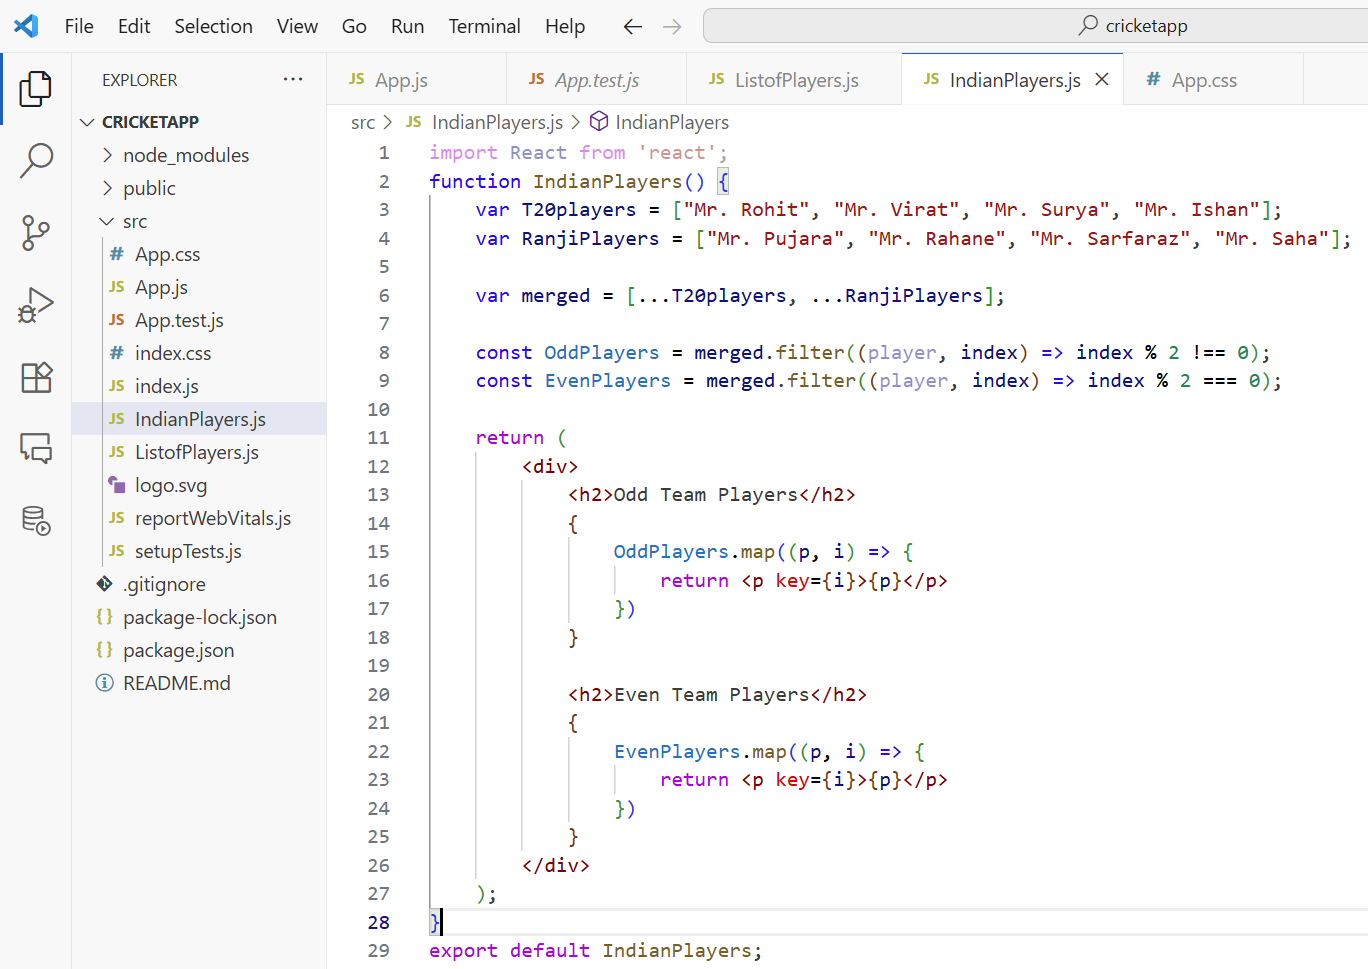 File Edit Selection View Go Run Terminal Help cricketapp
EXPLORER ...
CRICKETAPP
node_modules
public
src
# App.css
JS App.js
JS App.test.js
# index.css
JS index.js
JS IndianPlayers.js
JS ListofPlayers.js
logo.svg
JS reportWebVitals.js
JS setupTests.js
.gitignore
{} package-lock.json
{} package.json
README.md
JS App.js JS App.test.js JS ListofPlayers.js JS IndianPlayers.js # App.css
src > JS IndianPlayers.js > IndianPlayers
1 import React from 'react';
2 function IndianPlayers() {
3     var T20players = ["Mr. Rohit", "Mr. Virat", "Mr. Surya", "Mr. Ishan"];
4     var RanjiPlayers = ["Mr. Pujara", "Mr. Rahane", "Mr. Sarfaraz", "Mr. Saha"];
5
6     var merged = [...T20players, ...RanjiPlayers];
7
8     const OddPlayers = merged.filter((player, index) => index % 2 !== 0);
9     const EvenPlayers = merged.filter((player, index) => index % 2 === 0);
10
11     return (
12         <div>
13             <h2>Odd Team Players</h2>
14             {
15                 OddPlayers.map((p, i) => {
16                     return <p key={i}>{p}</p>
17                 })
18             }
19
20             <h2>Even Team Players</h2>
21             {
22                 EvenPlayers.map((p, i) => {
23                     return <p key={i}>{p}</p>
24                 })
25             }
26         </div>
27     );
28 }
29 export default IndianPlayers;